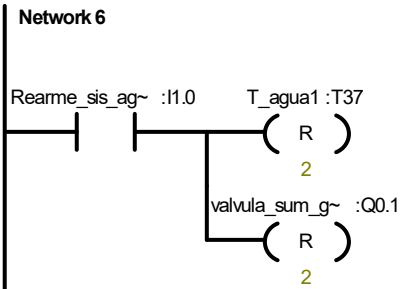 Network 6
Rearme_sis_ag~ :I1.0 T_agua1 :T37
R
2
valvula_sum_g~ :Q0.1
R
2